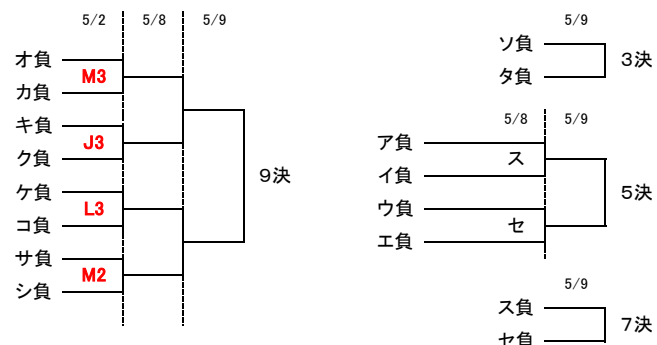 5/2 5/8 5/9
オ負
M3
カ負
キ負
J3
ク負
ケ負
L3
コ負
サ負
M2
シ負
9決
5/9
ソ負
タ負
3決
5/8 5/9
ア負
ス
イ負
ウ負
セ
エ負
5決
5/9
ス負
セ負
7決